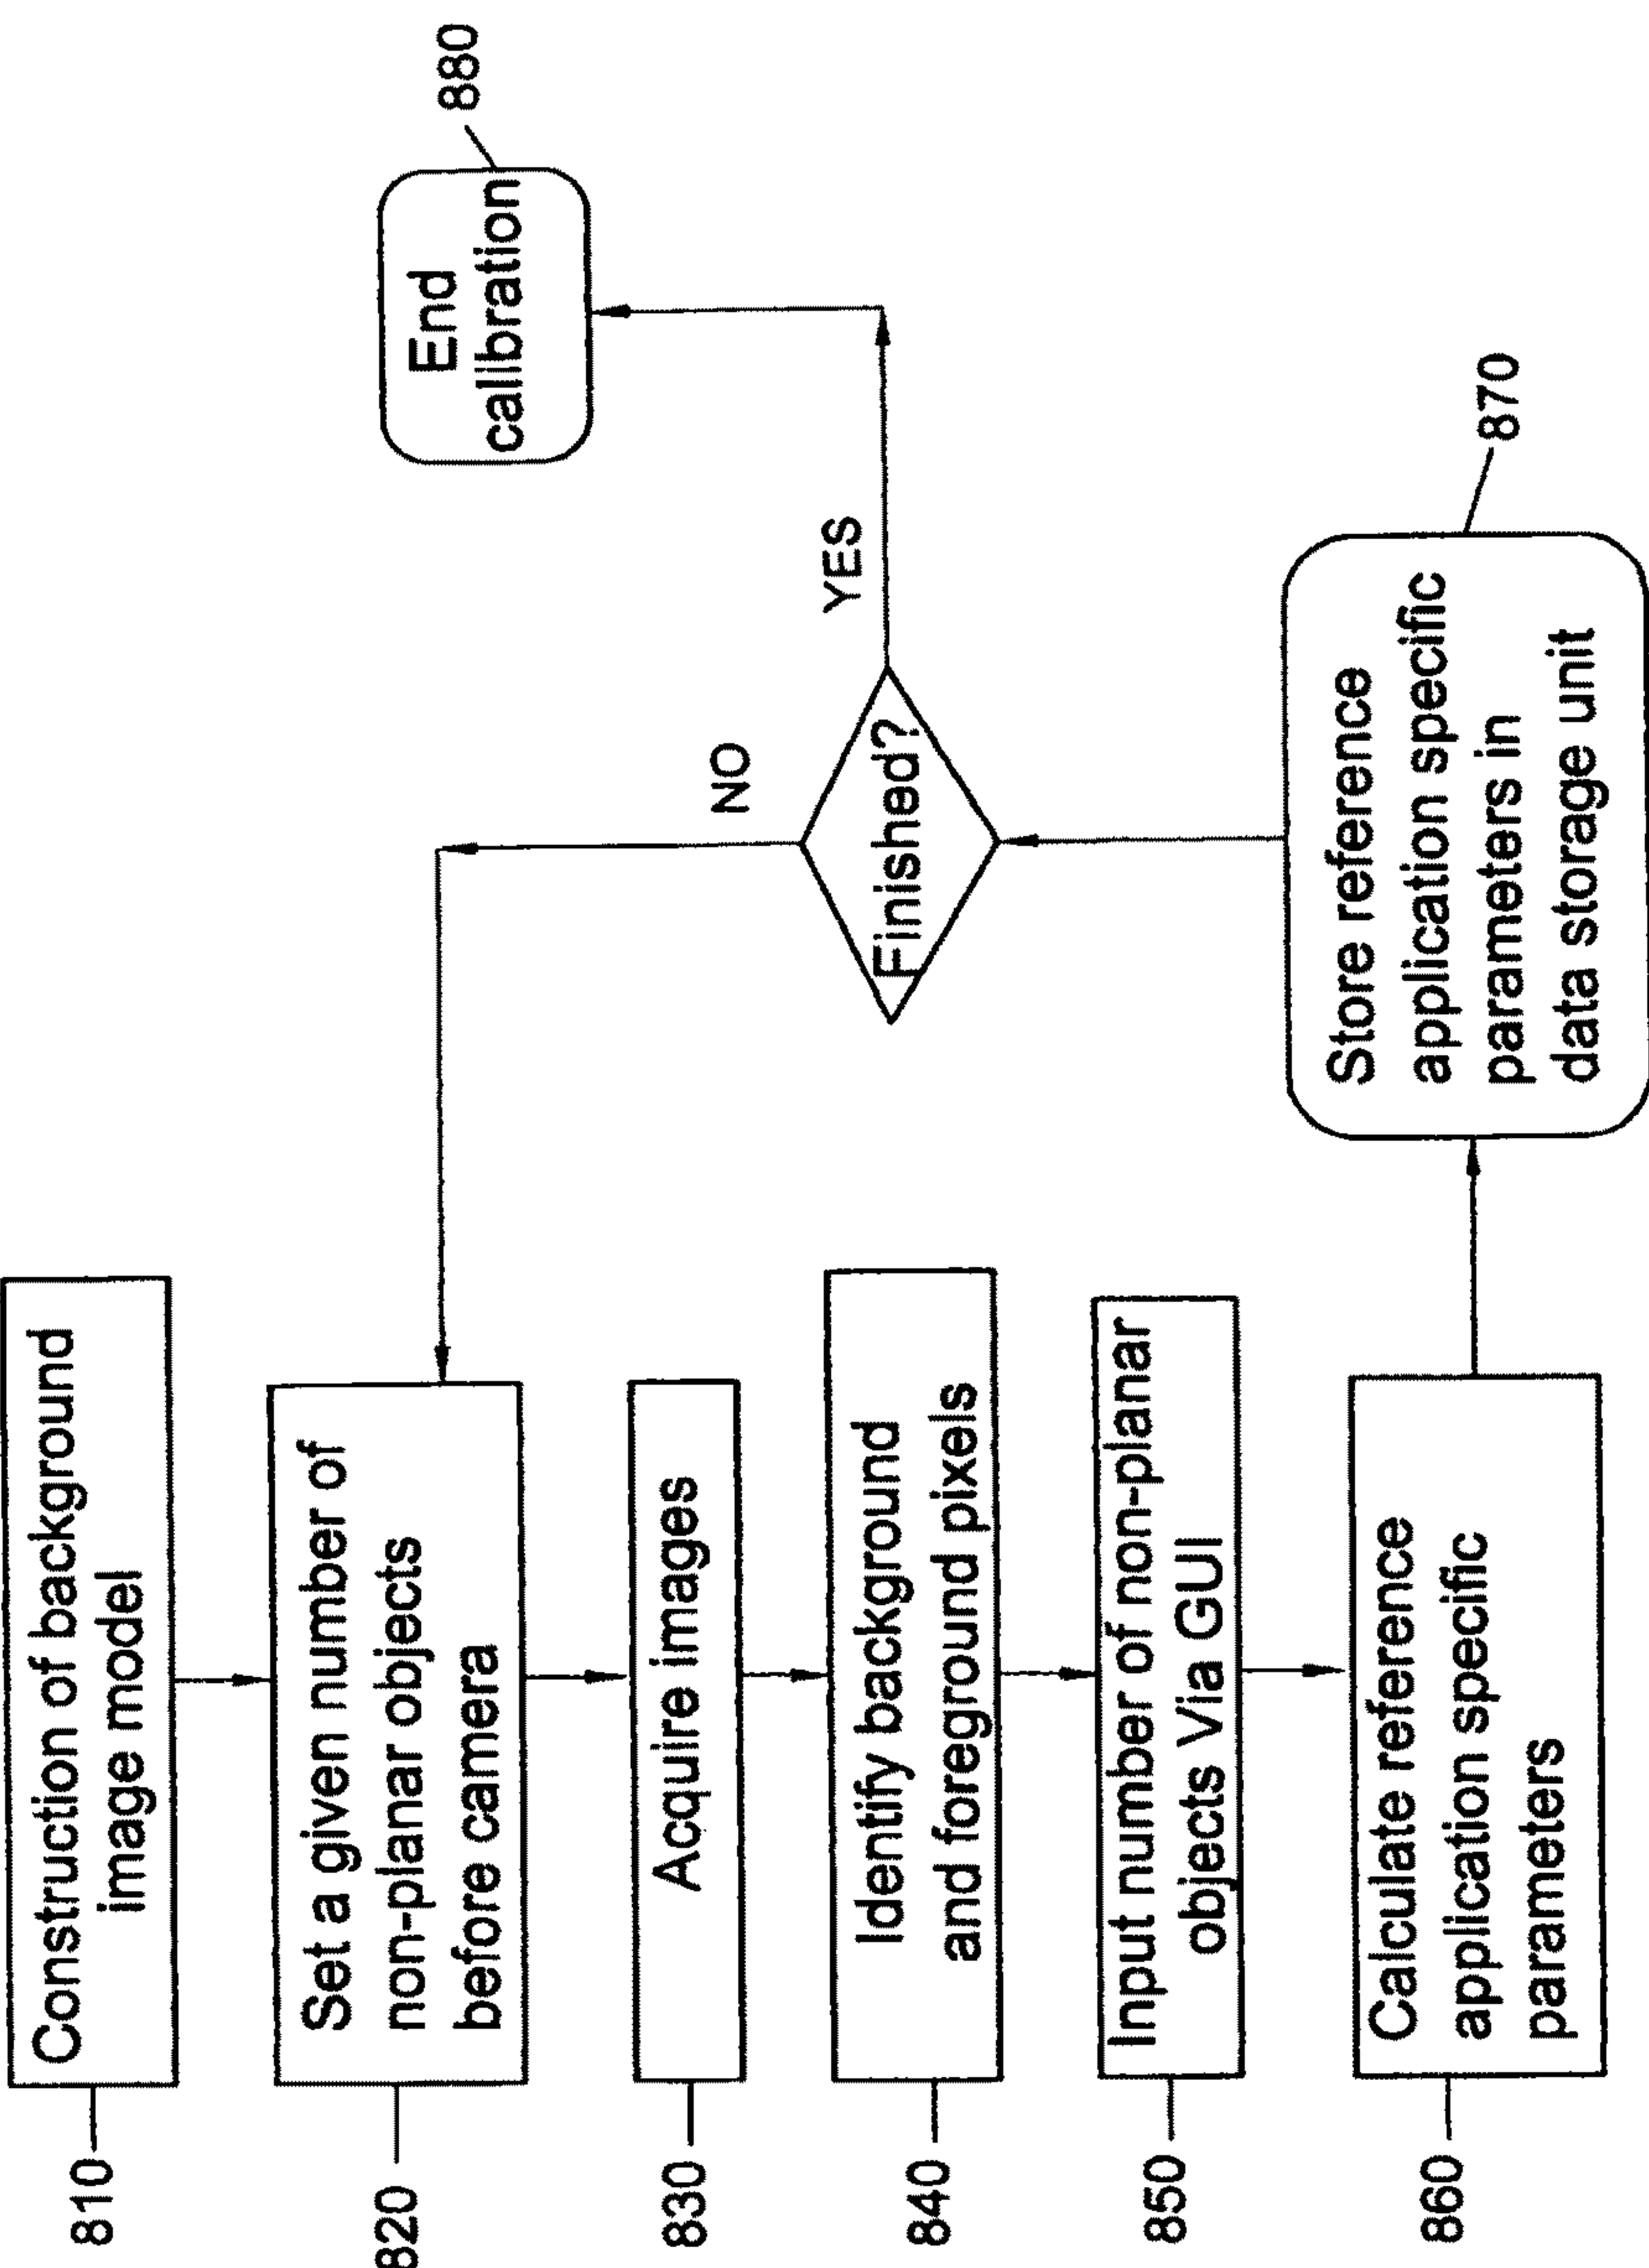 810
Construction of background
image model
820
Set a given number of
non-planar objects
before camera
830
Acquire images
840
Identify background
and foreground pixels
850
Input number of non-planar
objects Via GUI
860
Calculate reference
application specific
parameters
Store reference
application specific
parameters in
data storage unit
870
Finished?
NO
YES
End
calibration
880